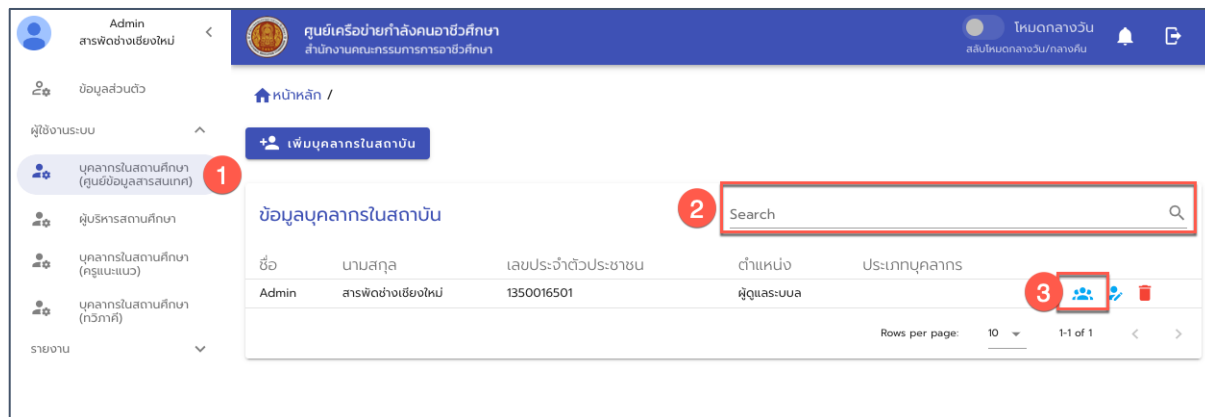 Admin
สารพัดช่างเชียงใหม่
ศูนย์เครือข่ายกำลังคนอาชีวศึกษา
สำนักงานคณะกรรมการการอาชีวศึกษา
โหมดกลางวัน
สลับโหมดกลางวัน/กลางคืน
ข้อมูลส่วนตัว
หน้าหลัก /
ผู้ใช้งานระบบ
เพิ่มบุคลากรในสถาบัน
บุคลากรในสถานศึกษา
(ศูนย์ข้อมูลสารสนเทศ)
1
ผู้บริหารสถานศึกษา
บุคลากรในสถานศึกษา
(ครูแนะแนว)
บุคลากรในสถานศึกษา
(ทวิภาคี)
รายงาน
ข้อมูลบุคลากรในสถาบัน
2
Search
ชื่อ นามสกุล เลขประจำตัวประชาชน ตำแหน่ง ประเภทบุคลากร
Admin สารพัดช่างเชียงใหม่ 1350016501 ผู้ดูแลระบบล 3
Rows per page: 10 1-1 of 1